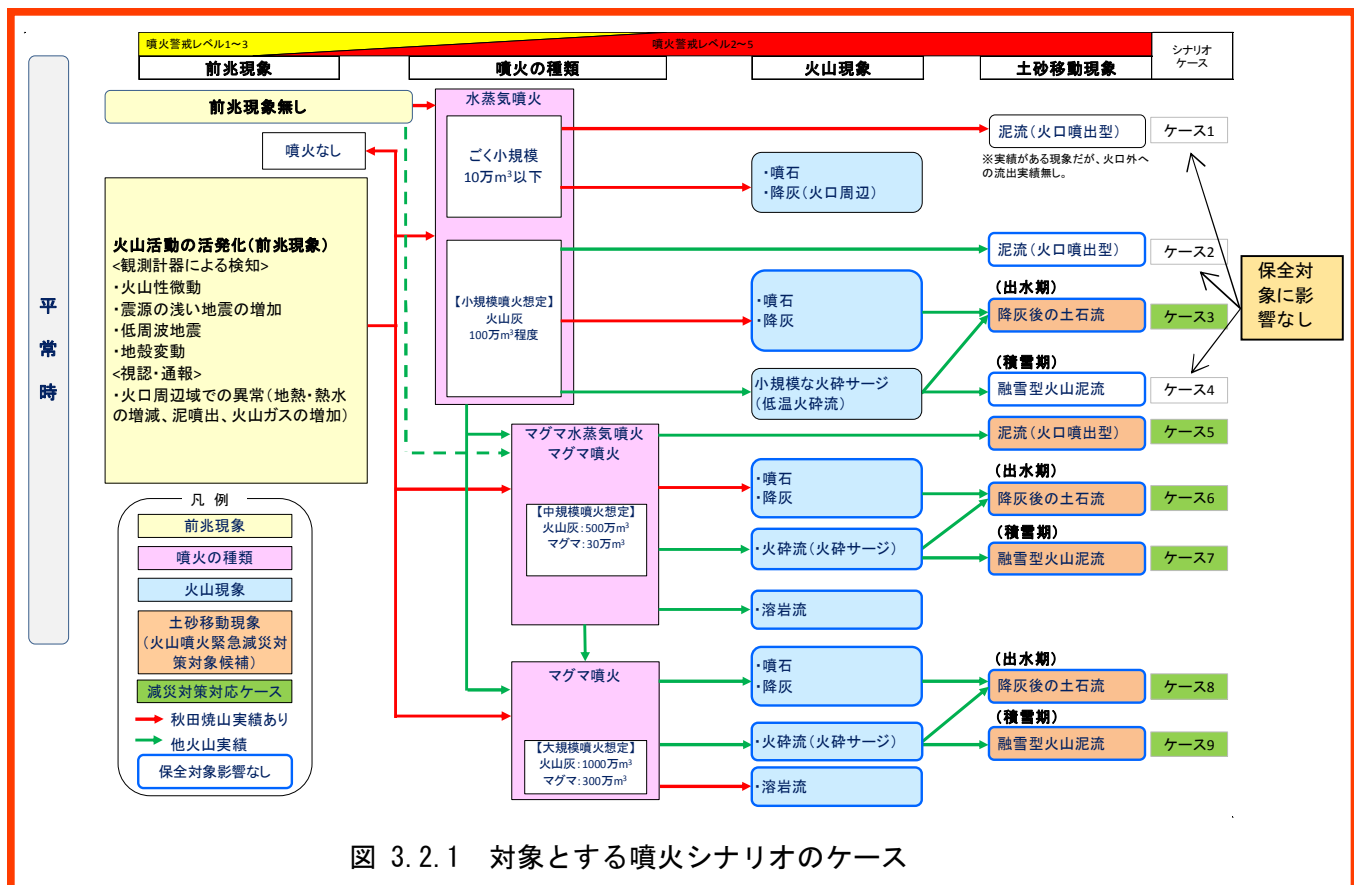 噴火警戒レベル1～3
噴火警戒レベル2～5
シナリオ
ケース
前兆現象
噴火の種類
火山現象
土砂移動現象
平
常
時
前兆現象無し
噴火なし
火山活動の活発化(前兆現象)
<観測計器による検知>
・火山性微動
・震源の浅い地震の増加
・低周波地震
・地殻変動
<視認・通報>
・火口周辺域での異常(地熱・熱水
の増減、泥噴出、火山ガスの増加)
水蒸気噴火
ごく小規模
10万m³以下
【小規模噴火想定】
火山灰
100万m³程度
・噴石
・降灰(火口周辺)
・噴石
・降灰
小規模な火砕サージ
(低温火砕流)
泥流(火口噴出型)
ケース1
※実績がある現象だが、火口外へ
の流出実績無し。
泥流(火口噴出型)
ケース2
(出水期)
降灰後の土石流
ケース3
(積雪期)
融雪型火山泥流
ケース4
保全対
象に影
響なし
マグマ水蒸気噴火
マグマ噴火
【中規模噴火想定】
火山灰:500万m³
マグマ:30万m³
・噴石
・降灰
・火砕流(火砕サージ)
・溶岩流
泥流(火口噴出型)
ケース5
(出水期)
降灰後の土石流
ケース6
(積雪期)
融雪型火山泥流
ケース7
マグマ噴火
【大規模噴火想定】
火山灰:1000万m³
マグマ:300万m³
・噴石
・降灰
・火砕流(火砕サージ)
・溶岩流
(出水期)
降灰後の土石流
ケース8
(積雪期)
融雪型火山泥流
ケース9
凡 例
前兆現象
噴火の種類
火山現象
土砂移動現象
(火山噴火緊急減災対
策対象候補)
減災対策対応ケース
秋田焼山実績あり
他火山実績
保全対象影響なし
図 3.2.1 対象とする噴火シナリオのケース